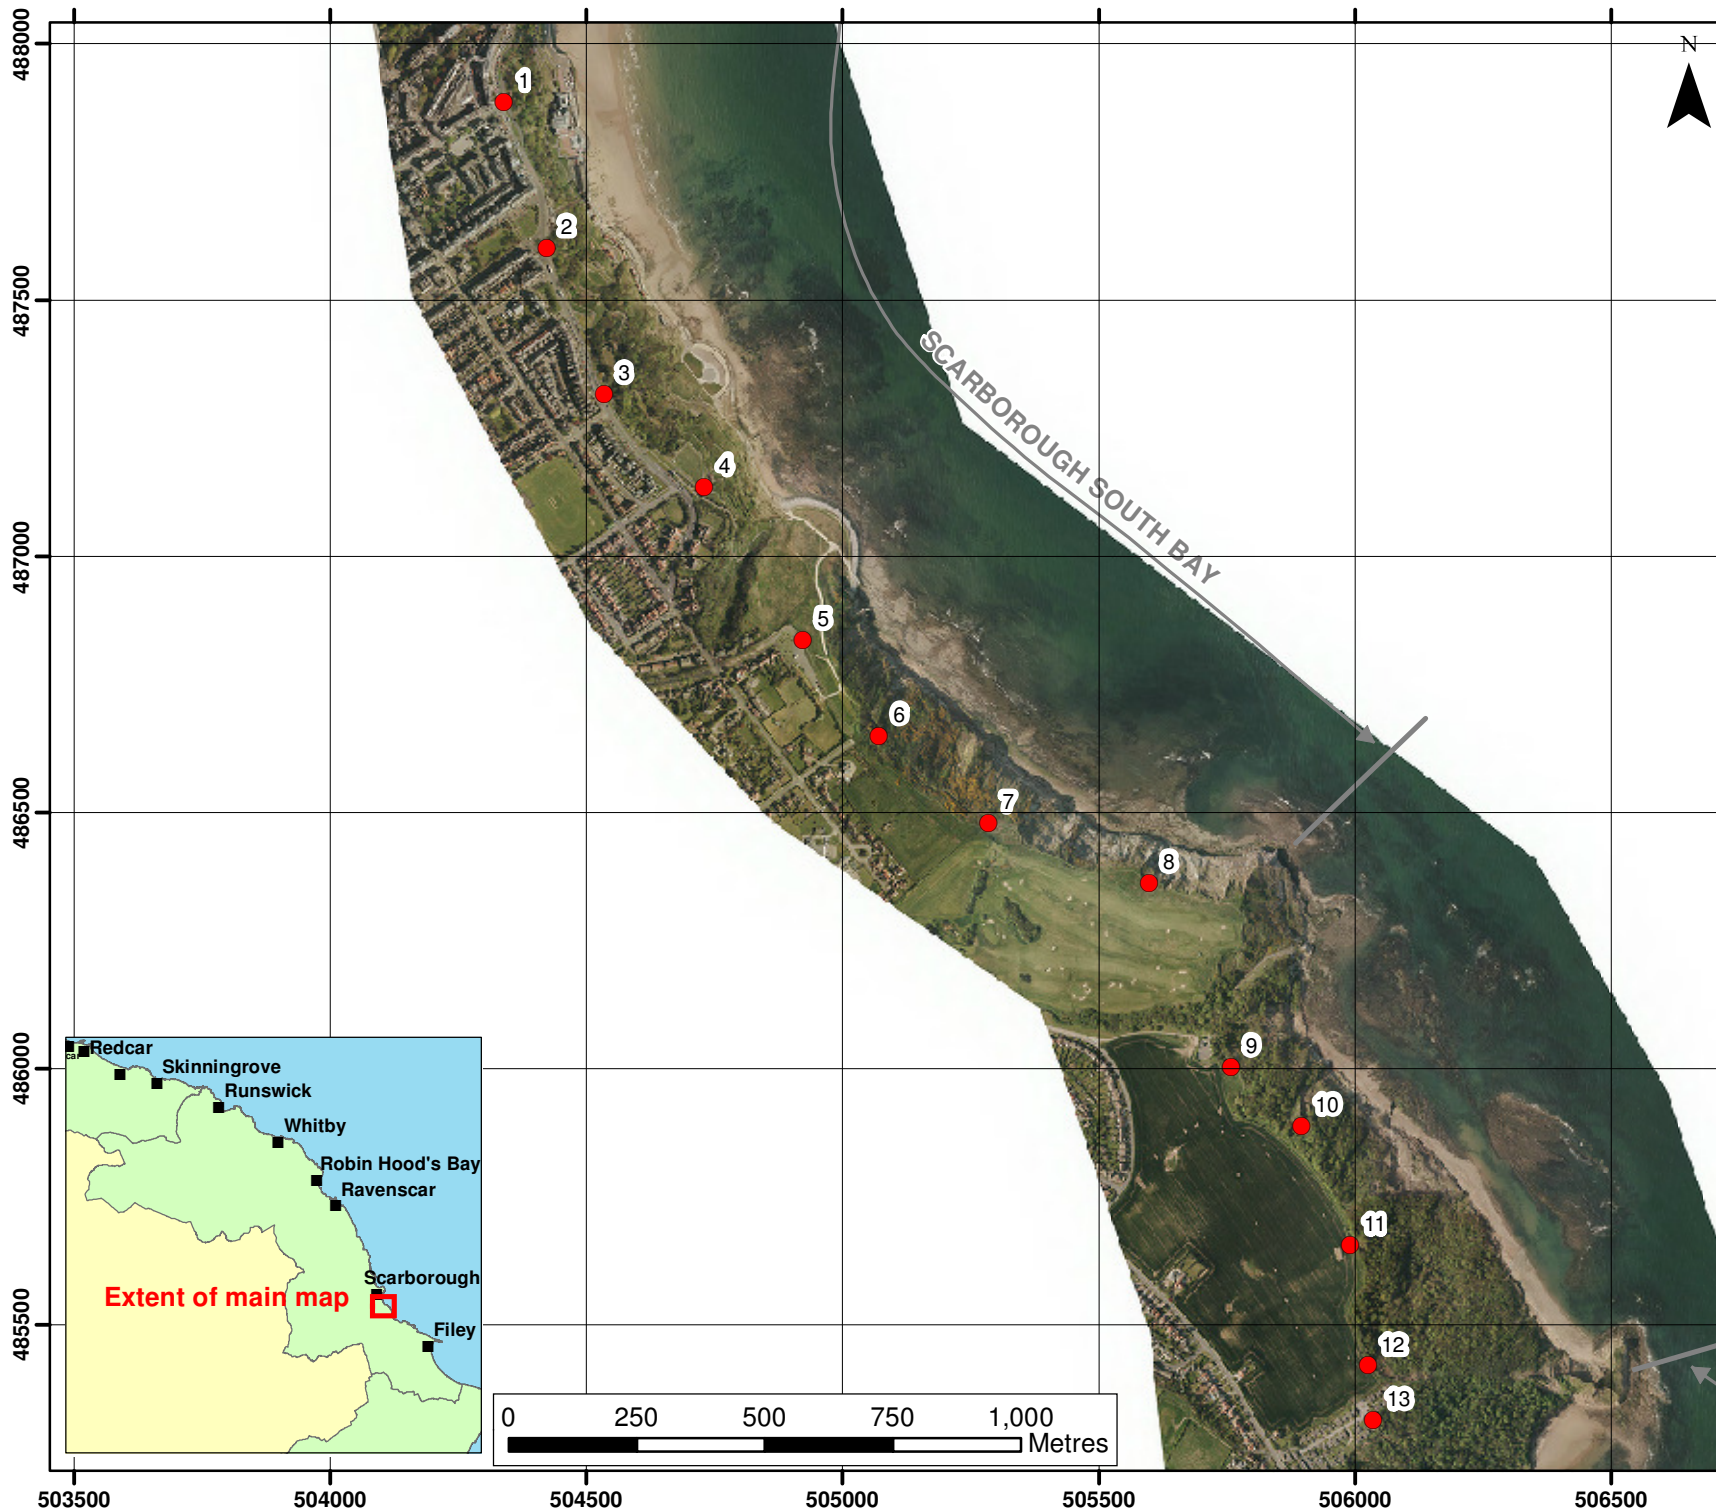 N
488000
487500
487000
486500
486000
485500
1
2
3
4
5
6
7
8
9
10
11
12
13
SCARBOROUGH SOUTH BAY
Redcar
car
Skinningrove
Runswick
Whitby
Robin Hood's Bay
Ravenscar
Scarborough
Extent of main map
Filey
0 250 500 750 1,000
Metres
503500 504000 504500 505000 505500 506000 506500